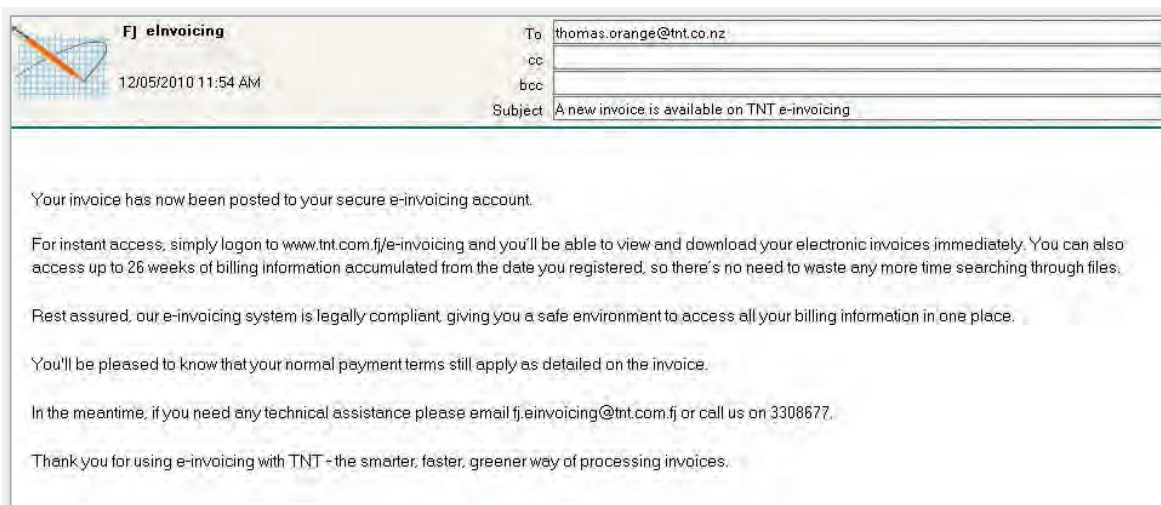 FJ eInvoicing
12/05/2010 11:54 AM
To thomas.orange@tnt.co.nz
cc
bcc
Subject A new invoice is available on TNT e-invoicing
Your invoice has now been posted to your secure e-invoicing account.
For instant access, simply logon to www.tnt.com.fj/e-invoicing and you'll be able to view and download your electronic invoices immediately. You can also
access up to 26 weeks of billing information accumulated from the date you registered, so there's no need to waste any more time searching through files.
Rest assured, our e-invoicing system is legally compliant, giving you a safe environment to access all your billing information in one place.
You'll be pleased to know that your normal payment terms still apply as detailed on the invoice.
In the meantime, if you need any technical assistance please email fj.einvoicing@tnt.com.fj or call us on 3308677.
Thank you for using e-invoicing with TNT - the smarter, faster, greener way of processing invoices.